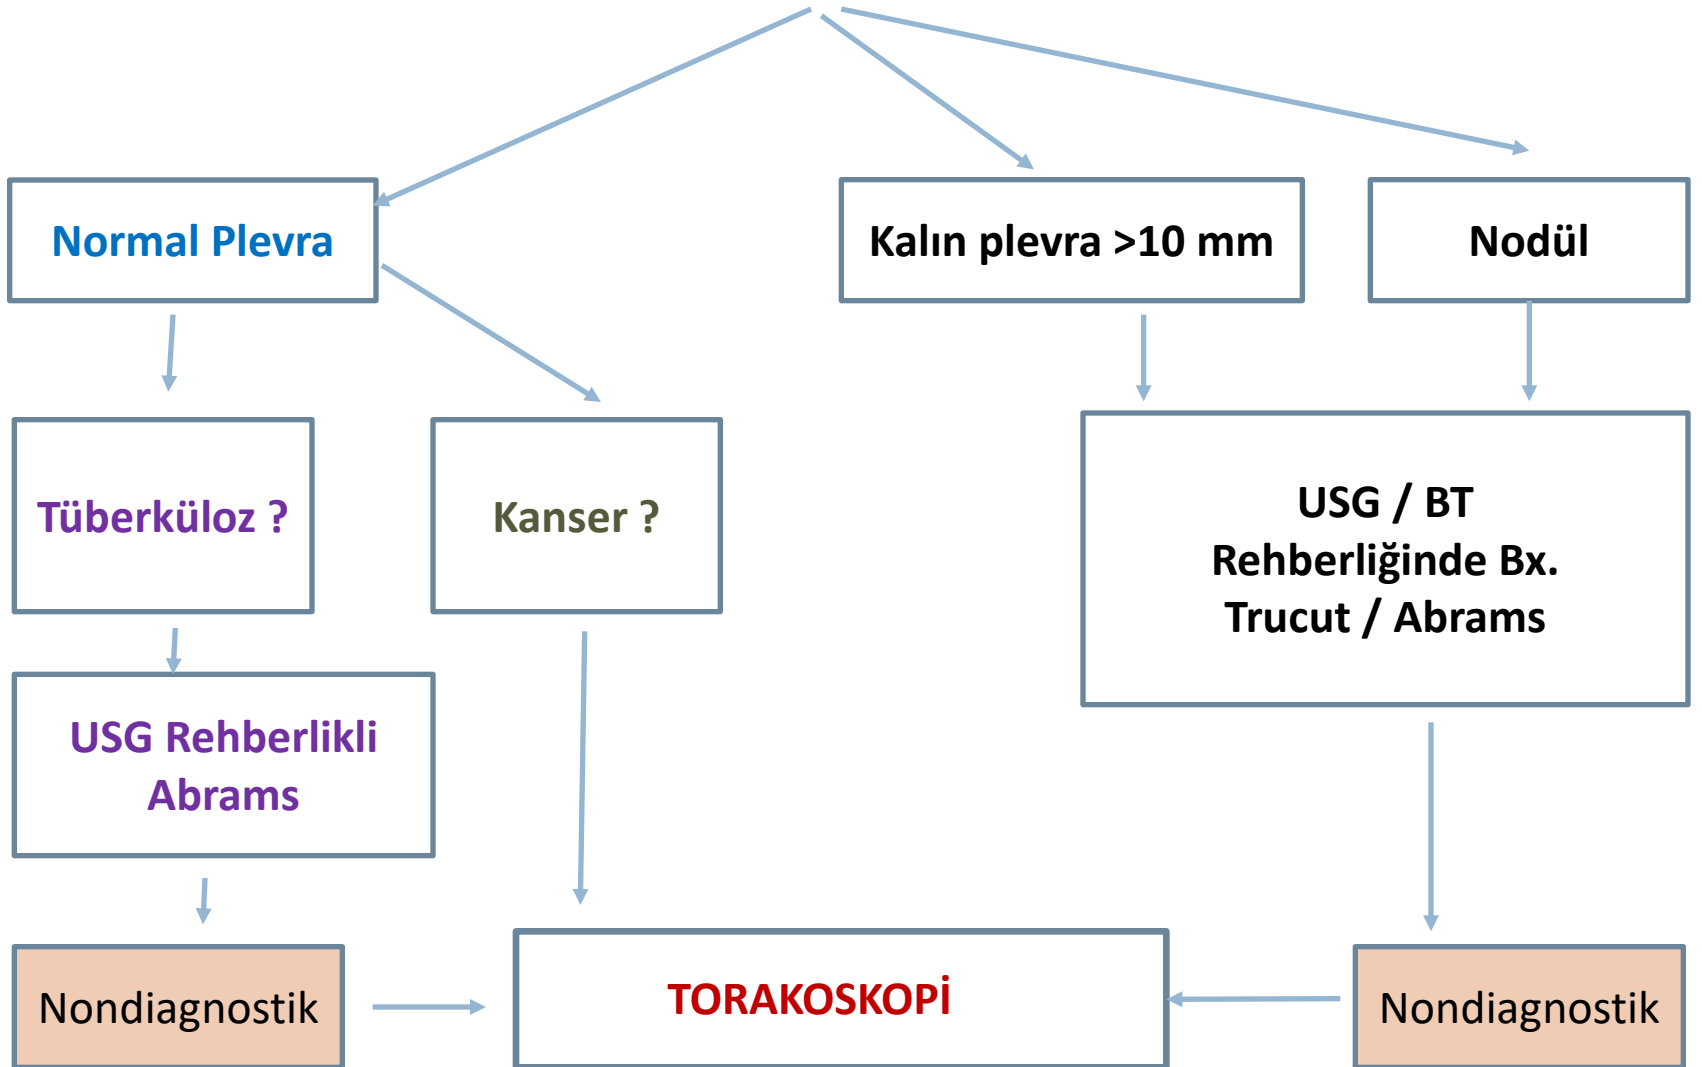 Normal Plevra
Kalın plevra >10 mm
Nodül
Tüberküloz ?
Kanser ?
USG / BT
Rehberliğinde Bx.
Trucut / Abrams
USG Rehberlikli
Abrams
Nondiagnostik
TORAKOSKOPİ
Nondiagnostik